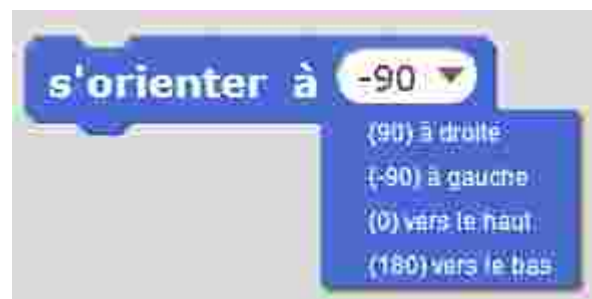 s'orienter à -90
(90) à droite
(-90) à gauche
(0) vers le haut
(180) vers le bas